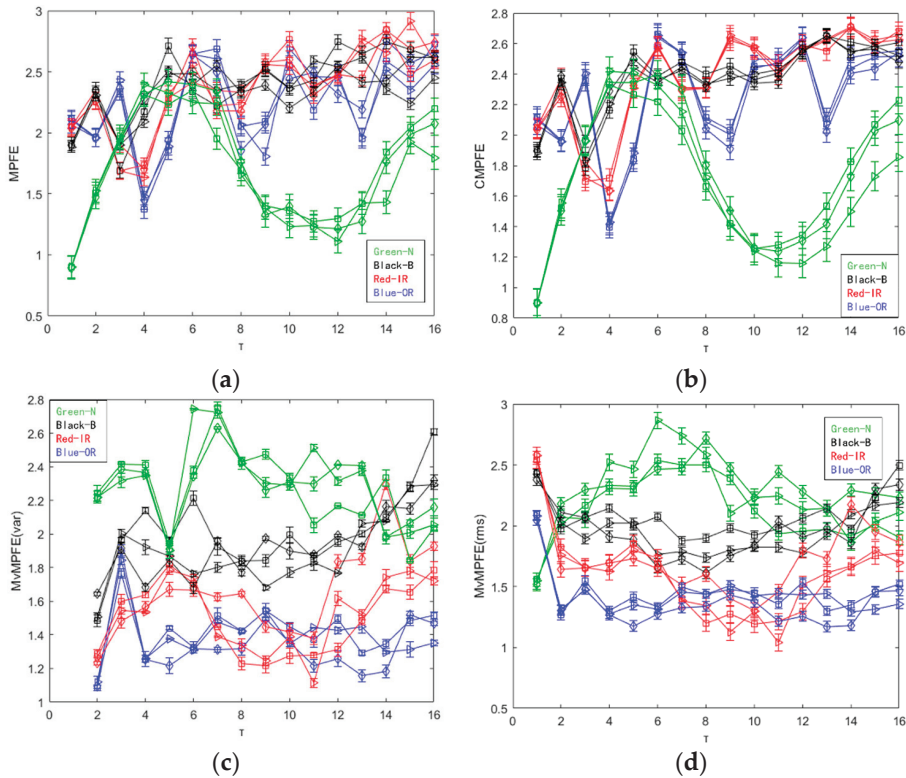 3
2.5
2
1.5
1
0.5
MPFE
0 2 4 6 8 10 12 14 16
τ
Green-N
Black-B
Red-IR
Blue-OR
(a)
2.8
2.6
2.4
2.2
2
1.8
1.6
1.4
1.2
1
0.8
CMPFE
0 2 4 6 8 10 12 14 16
τ
Green-N
Black-B
Red-IR
Blue-OR
(b)
2.8
2.6
2.4
2.2
2
1.8
1.6
1.4
1.2
1
MvMPFE(var)
0 2 4 6 8 10 12 14 16
τ
Green-N
Black-B
Red-IR
Blue-OR
(c)
3
2.5
2
1.5
1
0.5
MvMPFE(rms)
0 2 4 6 8 10 12 14 16
τ
Green-N
Black-B
Red-IR
Blue-OR
(d)